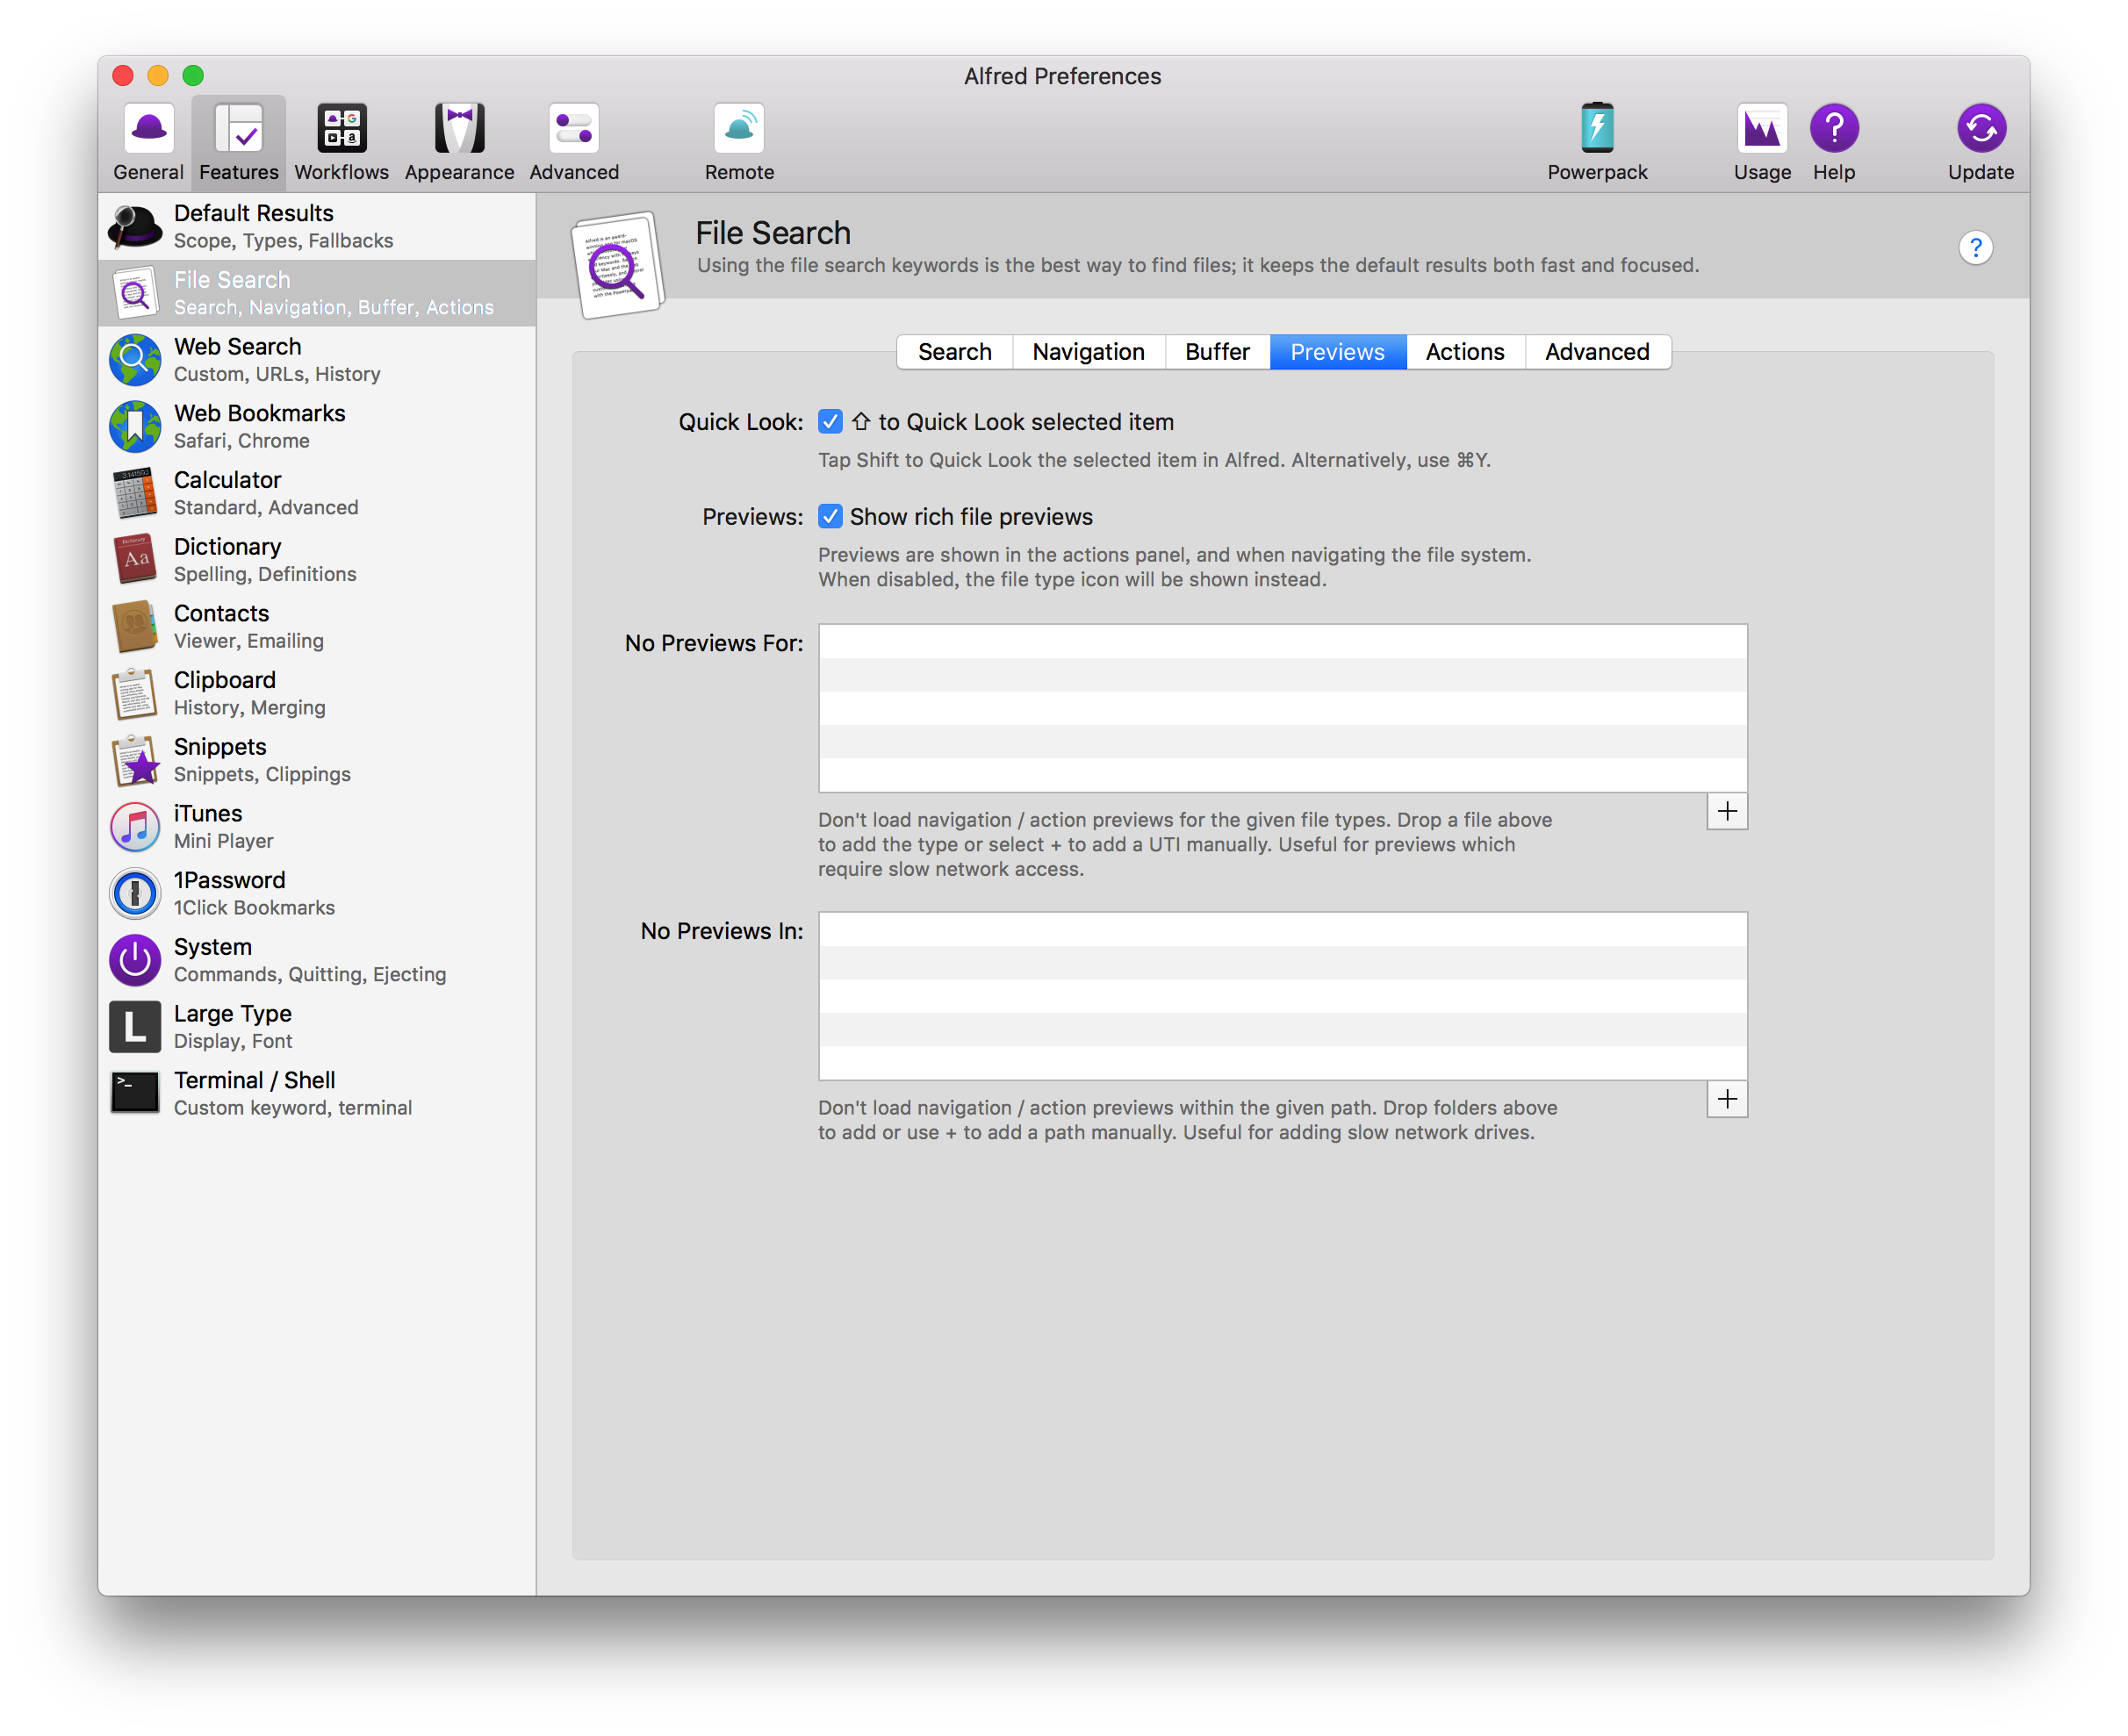 Alfred Preferences
General
Features
Workflows
Appearance
Advanced
Remote
Powerpack
Usage
Help
Update
Default Results
Scope, Types, Fallbacks
File Search
Search, Navigation, Buffer, Actions
Web Search
Custom, URLs, History
Web Bookmarks
Safari, Chrome
Calculator
Standard, Advanced
Dictionary
Spelling, Definitions
Contacts
Viewer, Emailing
Clipboard
History, Merging
Snippets
Snippets, Clippings
iTunes
Mini Player
1Password
1Click Bookmarks
System
Commands, Quitting, Ejecting
L
Large Type
Display, Font
>_
Terminal / Shell
Custom keyword, terminal
File Search
Using the file search keywords is the best way to find files; it keeps the default results both fast and focused.
?
Search
Navigation
Buffer
Previews
Actions
Advanced
Quick Look: ⇧ to Quick Look selected item
Tap Shift to Quick Look the selected item in Alfred. Alternatively, use ⌘Y.
Previews: Show rich file previews
Previews are shown in the actions panel, and when navigating the file system.
When disabled, the file type icon will be shown instead.
No Previews For:
+
Don't load navigation / action previews for the given file types. Drop a file above
to add the type or select + to add a UTI manually. Useful for previews which
require slow network access.
No Previews In:
+
Don't load navigation / action previews within the given path. Drop folders above
to add or use + to add a path manually. Useful for adding slow network drives.